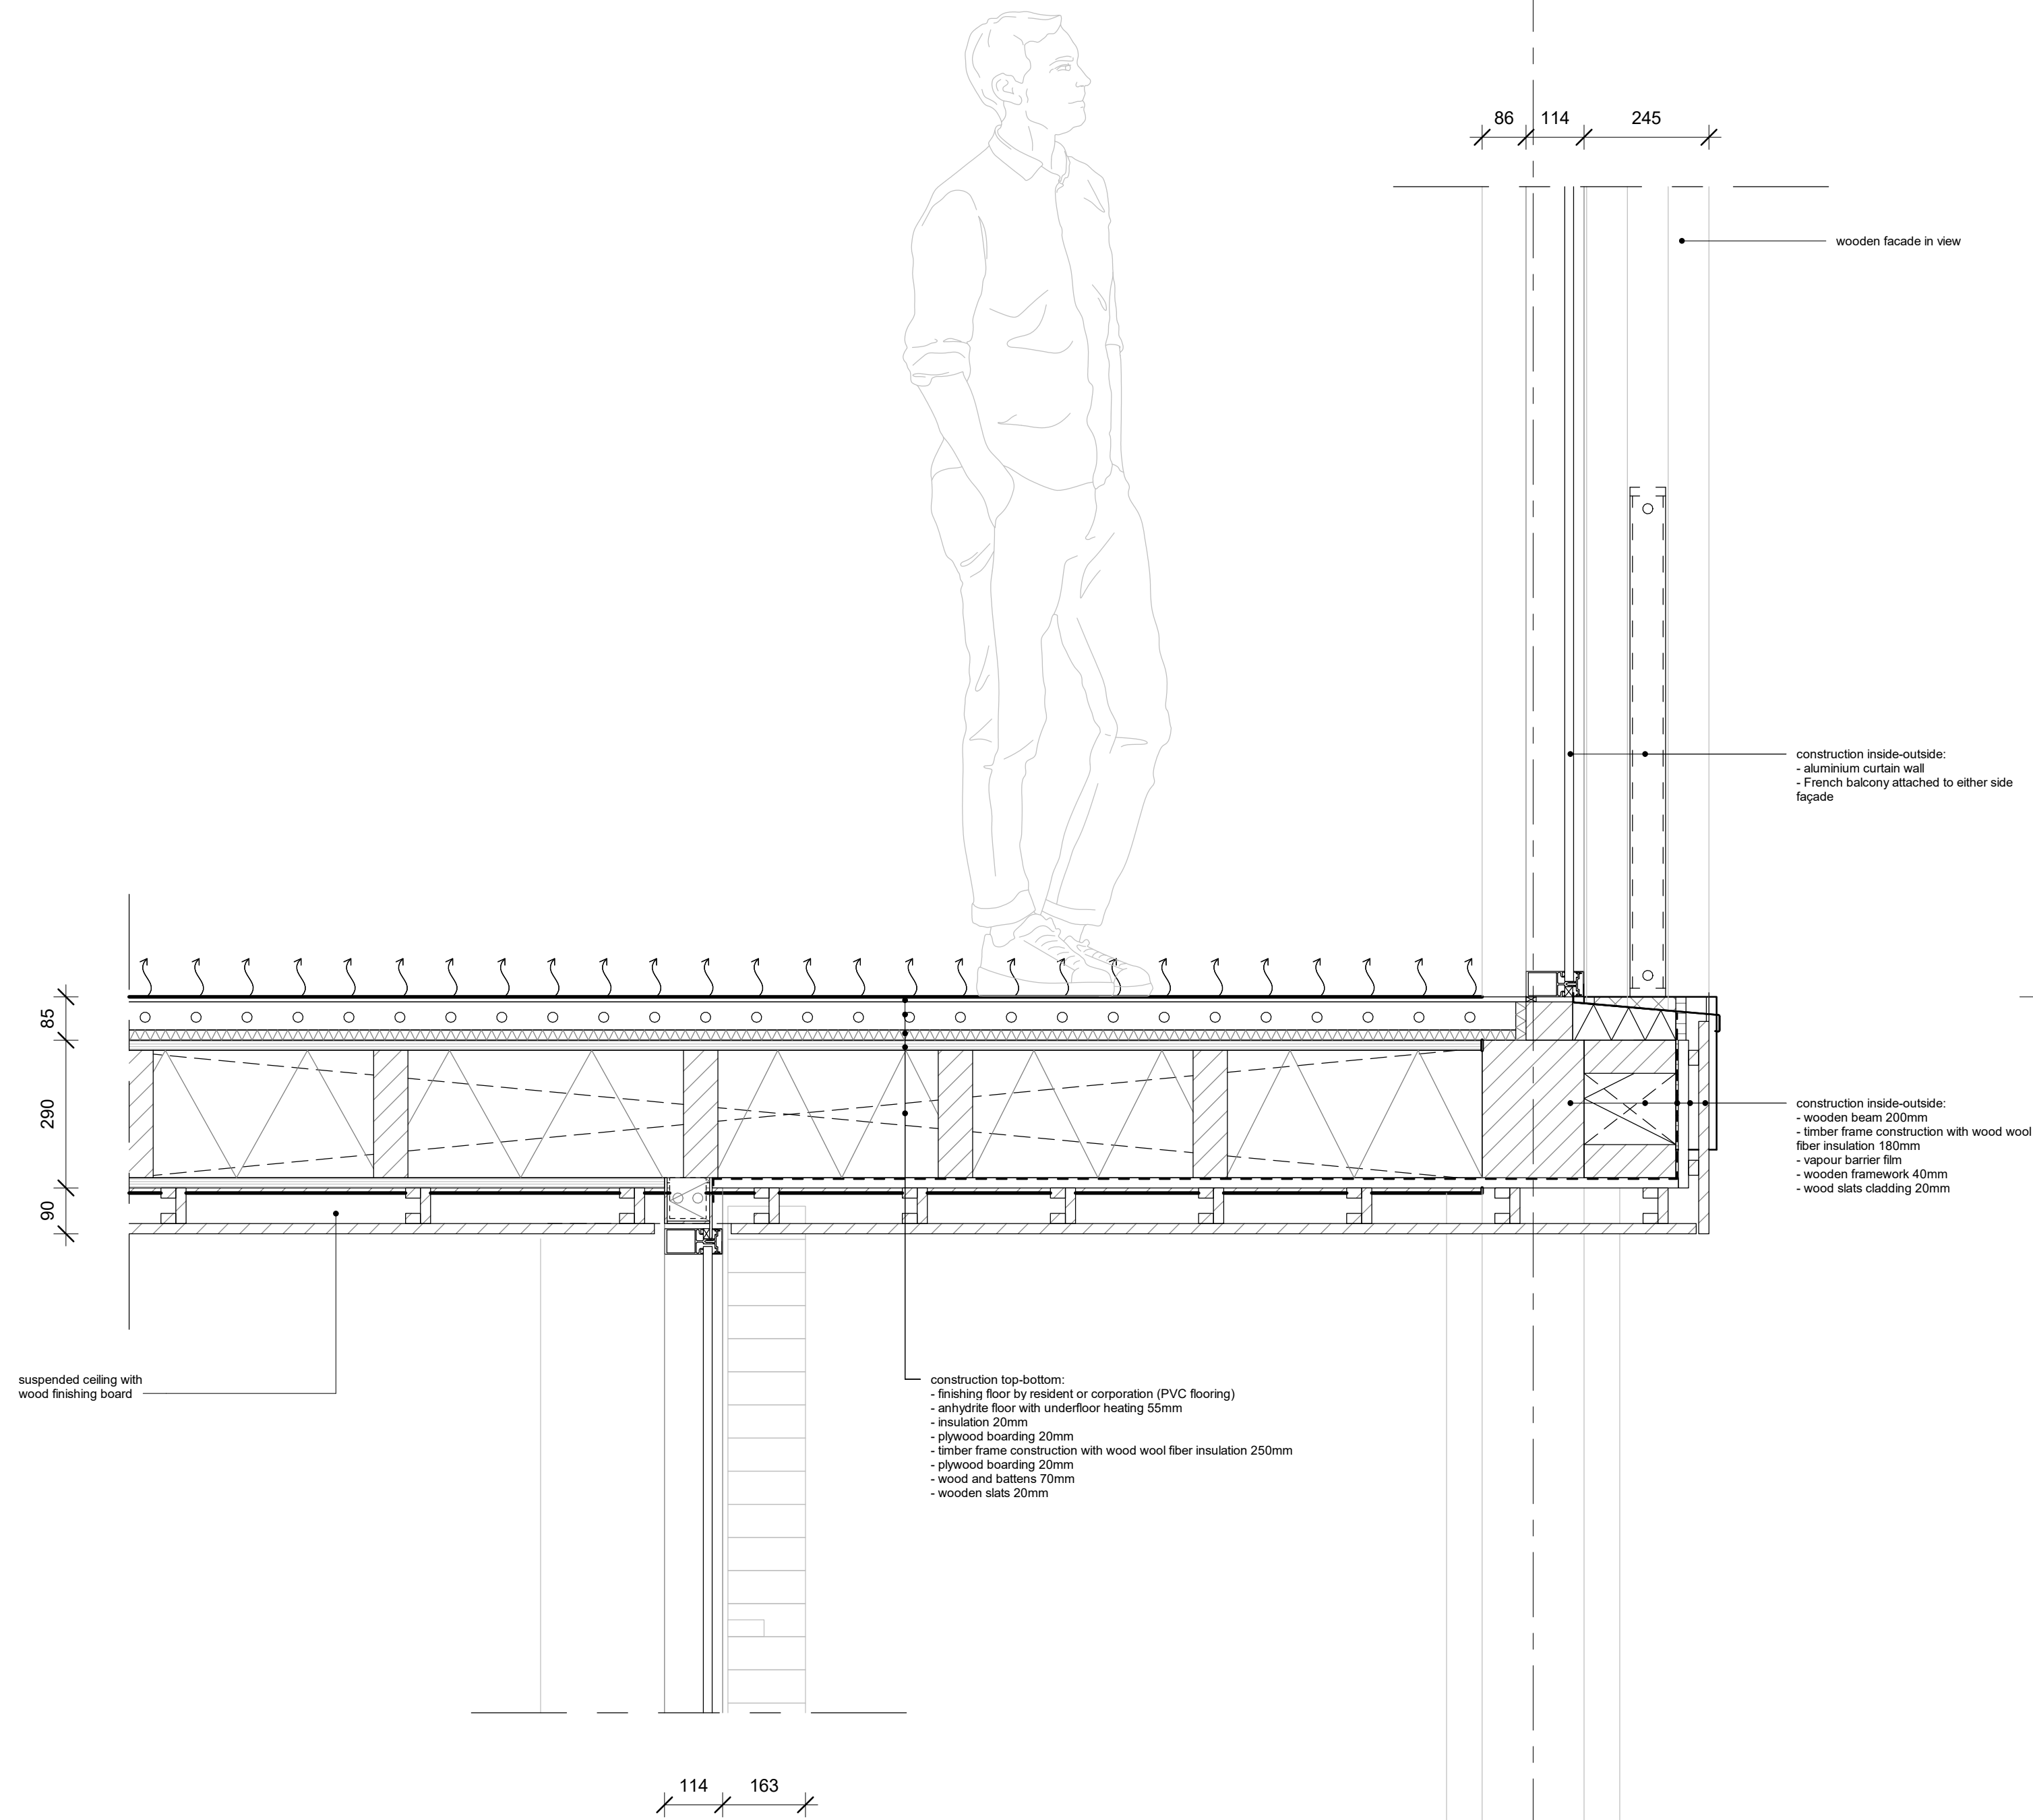 86 114 245
wooden facade in view
construction inside-outside:
- aluminium curtain wall
- French balcony attached to either side
façade
85
290
90
construction inside-outside:
- wooden beam 200mm
- timber frame construction with wood wool
fiber insulation 180mm
- vapour barrier film
- wooden framework 40mm
- wood slats cladding 20mm
suspended ceiling with
wood finishing board
construction top-bottom:
- finishing floor by resident or corporation (PVC flooring)
- anhydrite floor with underfloor heating 55mm
- insulation 20mm
- plywood boarding 20mm
- timber frame construction with wood wool fiber insulation 250mm
- plywood boarding 20mm
- wood and battens 70mm
- wooden slats 20mm
114 163